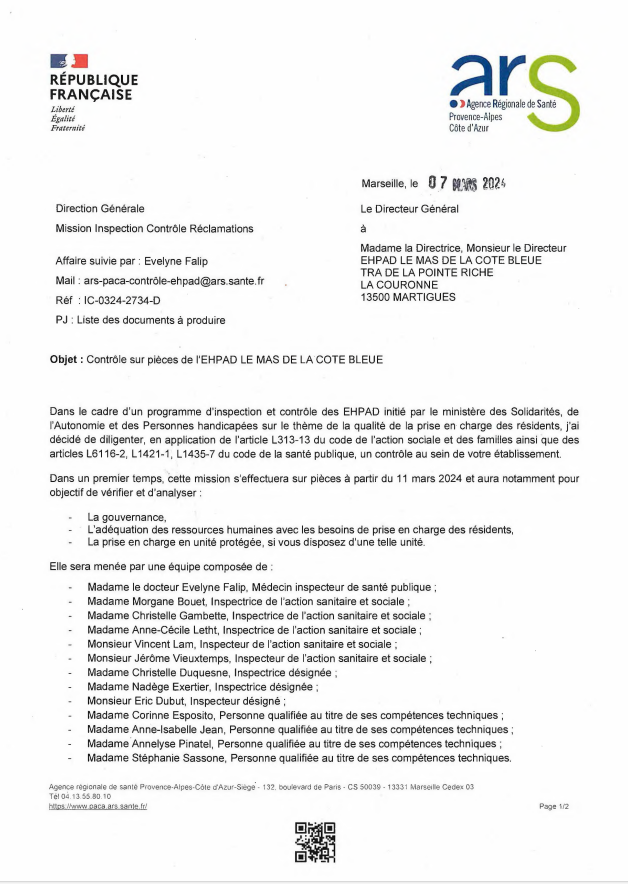 RÉPUBLIQUE
FRANÇAISE
Liberté
Égalité
Fraternité
ars
Agence Régionale de Santé
Provence-Alpes
Côte d'Azur
Marseille, le 07 MARS 2024
Direction Générale
Mission Inspection Contrôle Réclamations
Affaire suivie par : Evelyne Falip
Mail : ars-paca-contrôle-ehpad@ars.sante.fr
Réf : IC-0324-2734-D
PJ : Liste des documents à produire
Le Directeur Général
à
Madame la Directrice, Monsieur le Directeur
EHPAD LE MAS DE LA COTE BLEUE
TRA DE LA POINTE RICHE
LA COURONNE
13500 MARTIGUES
Objet : Contrôle sur pièces de l'EHPAD LE MAS DE LA COTE BLEUE
Dans le cadre d'un programme d'inspection et contrôle des EHPAD initié par le ministère des Solidarités, de
l'Autonomie et des Personnes handicapées sur le thème de la qualité de la prise en charge des résidents, j'ai
décidé de diligenter, en application de l'article L313-13 du code de l'action sociale et des familles ainsi que des
articles L6116-2, L1421-1, L1435-7 du code de la santé publique, un contrôle au sein de votre établissement.
Dans un premier temps, cette mission s'effectuera sur pièces à partir du 11 mars 2024 et aura notamment pour
objectif de vérifier et d'analyser :
- La gouvernance,
- L'adéquation des ressources humaines avec les besoins de prise en charge des résidents,
- La prise en charge en unité protégée, si vous disposez d'une telle unité.
Elle sera menée par une équipe composée de :
- Madame le docteur Evelyne Falip, Médecin inspecteur de santé publique ;
- Madame Morgane Bouet, Inspectrice de l'action sanitaire et sociale ;
- Madame Christelle Gambette, Inspectrice de l'action sanitaire et sociale ;
- Madame Anne-Cécile Letht, Inspectrice de l'action sanitaire et sociale ;
- Monsieur Vincent Lam, Inspecteur de l'action sanitaire et sociale ;
- Monsieur Jérôme Vieuxtemps, Inspecteur de l'action sanitaire et sociale ;
- Madame Christelle Duquesne, Inspectrice désignée ;
- Madame Nadège Exertier, Inspectrice désignée ;
- Monsieur Eric Dubut, Inspecteur désigné ;
- Madame Corinne Esposito, Personne qualifiée au titre de ses compétences techniques ;
- Madame Anne-Isabelle Jean, Personne qualifiée au titre de ses compétences techniques ;
- Madame Annelyse Pinatel, Personne qualifiée au titre de ses compétences techniques ;
- Madame Stéphanie Sassone, Personne qualifiée au titre de ses compétences techniques.
Agence régionale de santé Provence-Alpes-Côte d'Azur-Siège - 132, boulevard de Paris - CS 50039 - 13331 Marseille Cedex 03
Tél 04.13.55.80.10
https://www.paca.ars.sante.fr/
Page 1/2